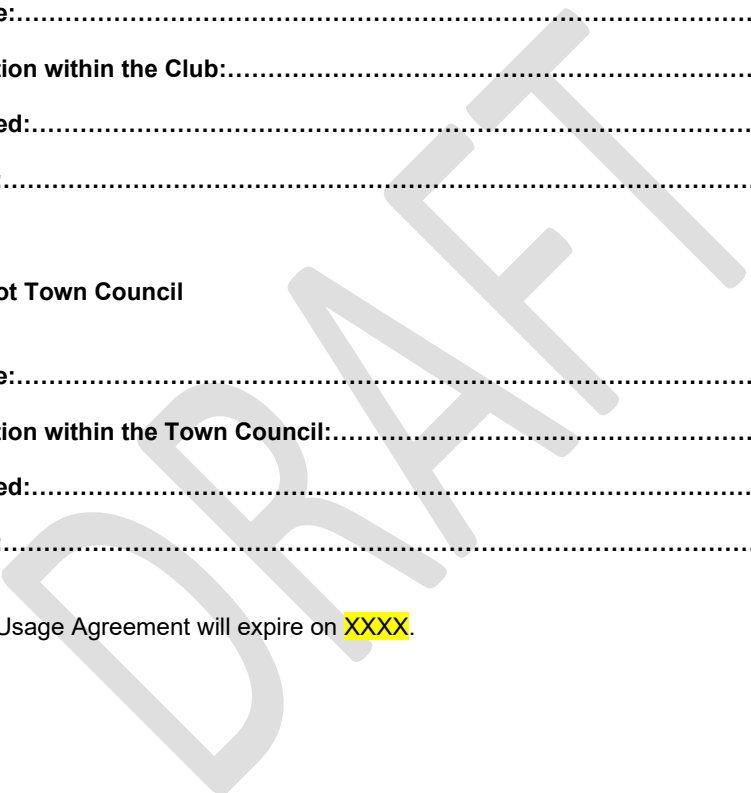 e:……………………………………………………………………………
tion within the Club:………………………………………………………
ed:…………………………………………………………………………
:……………………………………………………………………………
ot Town Council
e:……………………………………………………………………………
tion within the Town Council:……………………………………………
ed:…………………………………………………………………………
:……………………………………………………………………………
Usage Agreement will expire on XXXX.
DRAFT